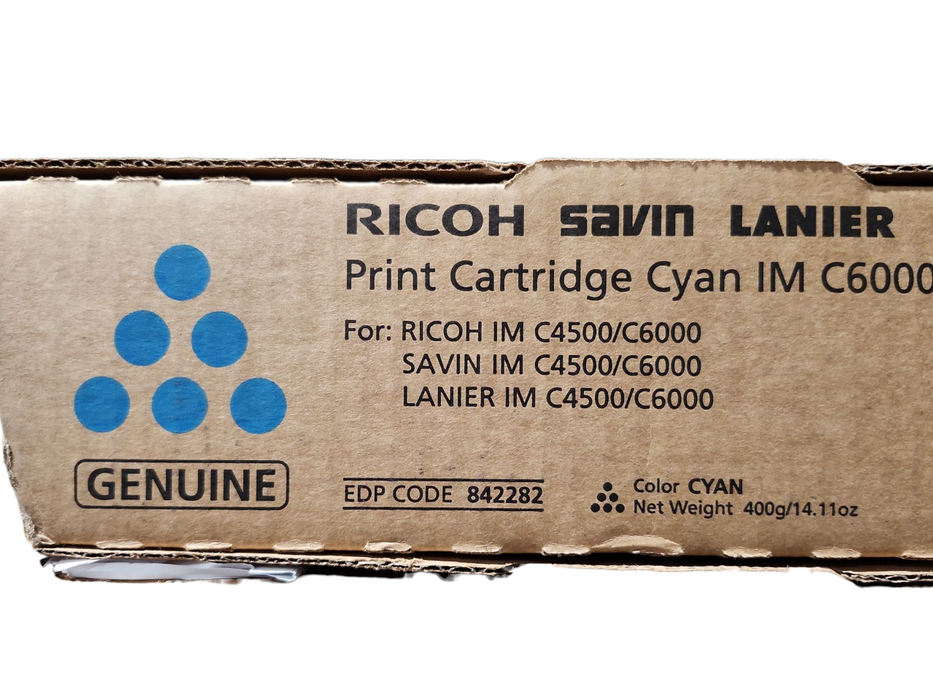 RICOH savin LANIER
Print Cartridge Cyan IM C6000
For: RICOH IM C4500/C6000
SAVIN IM C4500/C6000
LANIER IM C4500/C6000
GENUINE
EDP CODE 842282
Color CYAN
Net Weight 400g/14.11oz